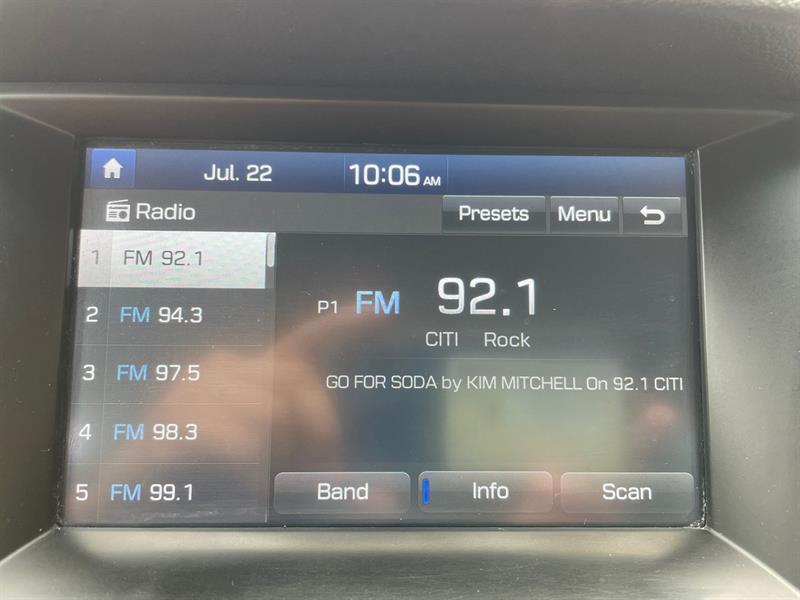 Jul. 22 10:06 AM
Radio Presets Menu
1 FM 92.1
2 FM 94.3
3 FM 97.5
4 FM 98.3
5 FM 99.1
P1 FM 92.1
CITI Rock
GO FOR SODA by KIM MITCHELL On 92.1 CITI
Band Info Scan